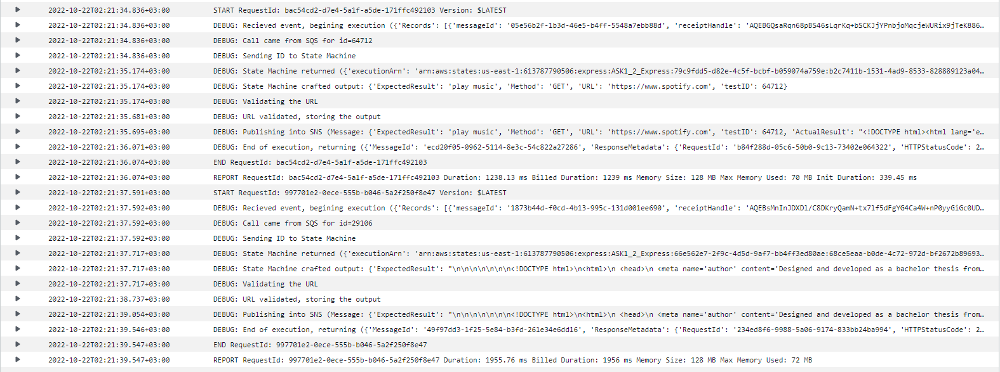 2022-10-22T02:21:34.836+03:00 START RequestId: bac54cd2-d7e4-5a1f-a5de-171ffc492103 Version: $LATEST
2022-10-22T02:21:34.836+03:00 DEBUG: Recieved event, begining execution ({'Records': [{'messageId': '05e56b2f-1b3d-46e5-b4ff-5548a7ebb88d', 'receiptHandle': 'AQEBGQsaRqn68pBS46sLqrKq+bSCKJjYPnbjoMqcjeWURix9jTeK886…
2022-10-22T02:21:34.836+03:00 DEBUG: Call came from SQS for id=64712
2022-10-22T02:21:34.836+03:00 DEBUG: Sending ID to State Machine
2022-10-22T02:21:35.174+03:00 DEBUG: State Machine returned ({'executionArn': 'arn:aws:states:us-east-1:613787790506:express:ASK1_2_Express:79c9fdd5-d82e-4c5f-bcbf-b059074a759e:b2c7411b-1531-4ad9-8533-828889123a04…
2022-10-22T02:21:35.174+03:00 DEBUG: State Machine crafted output: {'ExpectedResult': 'play music', 'Method': 'GET', 'URL': 'https://www.spotify.com', 'testID': 64712}
2022-10-22T02:21:35.174+03:00 DEBUG: Validating the URL
2022-10-22T02:21:35.681+03:00 DEBUG: URL validated, storing the output
2022-10-22T02:21:35.695+03:00 DEBUG: Publishing into SNS (Message: {'ExpectedResult': 'play music', 'Method': 'GET', 'URL': 'https://www.spotify.com', 'testID': 64712, 'ActualResult': "<!DOCTYPE html><html lang='e…
2022-10-22T02:21:36.071+03:00 DEBUG: End of execution, returning ({'MessageId': 'ecd20f05-0962-5114-8e3c-54c822a27286', 'ResponseMetadata': {'RequestId': 'b84f288d-05c6-50b0-9c13-73402e064322', 'HTTPStatusCode': 2…
2022-10-22T02:21:36.074+03:00 END RequestId: bac54cd2-d7e4-5a1f-a5de-171ffc492103
2022-10-22T02:21:36.074+03:00 REPORT RequestId: bac54cd2-d7e4-5a1f-a5de-171ffc492103 Duration: 1238.13 ms Billed Duration: 1239 ms Memory Size: 128 MB Max Memory Used: 70 MB Init Duration: 339.45 ms
2022-10-22T02:21:37.591+03:00 START RequestId: 997701e2-0ece-555b-b046-5a2f250f8e47 Version: $LATEST
2022-10-22T02:21:37.592+03:00 DEBUG: Recieved event, begining execution ({'Records': [{'messageId': '1873b44d-f0cd-4b13-995c-131d001ee690', 'receiptHandle': 'AQEBsMnInJDXDl/C8DKryQamN+tx7lf5dFgYG4Ca4W+nP0yyGiGc0UD…
2022-10-22T02:21:37.592+03:00 DEBUG: Call came from SQS for id=29106
2022-10-22T02:21:37.592+03:00 DEBUG: Sending ID to State Machine
2022-10-22T02:21:37.717+03:00 DEBUG: State Machine returned ({'executionArn': 'arn:aws:states:us-east-1:613787790506:express:ASK1_2_Express:66e562e7-2f9c-4d5d-9af7-bb4ff3ed80ae:68ce5eaa-b0de-4c72-972d-bf2672b89693…
2022-10-22T02:21:37.717+03:00 DEBUG: State Machine crafted output: {'ExpectedResult': "\n\n\n\n\n\n\n<!DOCTYPE html>\n<html>\n <head>\n <meta name='author' content='Designed and developed as a bachelor thesis from…
2022-10-22T02:21:37.717+03:00 DEBUG: Validating the URL
2022-10-22T02:21:38.737+03:00 DEBUG: URL validated, storing the output
2022-10-22T02:21:39.054+03:00 DEBUG: Publishing into SNS (Message: {'ExpectedResult': "\n\n\n\n\n\n\n<!DOCTYPE html>\n<html>\n <head>\n <meta name='author' content='Designed and developed as a bachelor thesis from…
2022-10-22T02:21:39.546+03:00 DEBUG: End of execution, returning ({'MessageId': '49f97dd3-1f25-5e84-b3fd-261e34e6dd16', 'ResponseMetadata': {'RequestId': '234ed8f6-9988-5a06-9174-833bb24ba994', 'HTTPStatusCode': 2…
2022-10-22T02:21:39.547+03:00 END RequestId: 997701e2-0ece-555b-b046-5a2f250f8e47
2022-10-22T02:21:39.547+03:00 REPORT RequestId: 997701e2-0ece-555b-b046-5a2f250f8e47 Duration: 1955.76 ms Billed Duration: 1956 ms Memory Size: 128 MB Max Memory Used: 72 MB